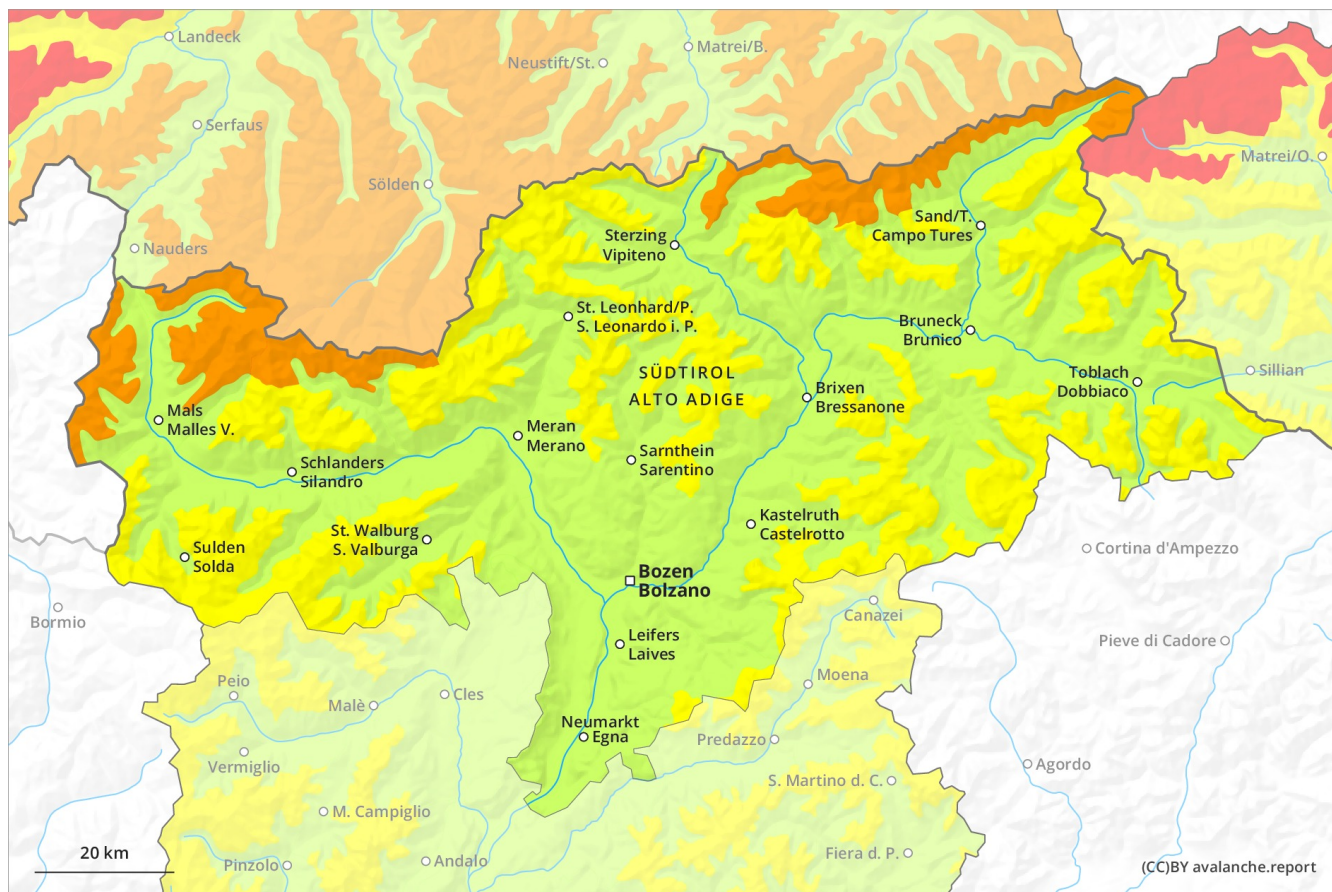 Landeck
Matrei/B.
Neustift/St.
Serfaus
Matrei/O.
Sölden
Sand/T.
Campo Tures
Nauders
Sterzing
Vipiteno
St. Leonhard/P.
S. Leonardo i. P.
Bruneck
Brunico
SÜDTIROL
ALTO ADIGE
Toblach
Dobbiaco
Sillian
Brixen
Bressanone
Mals
Malles V.
Meran
Merano
Sarnthein
Sarentino
Schlanders
Silandro
Kastelruth
Castelrotto
St. Walburg
S. Valburga
Sulden
Solda
Cortina d'Ampezzo
Bozen
Bolzano
Bormio
Canazei
Leifers
Laives
Pieve di Cadore
Peio
Moena
Cles
Malè
Neumarkt
Egna
Predazzo
Vermiglio
Agordo
S. Martino d. C.
M. Campiglio
20 km
Pinzolo
Andalo
Fiera d. P.
(CC)BY avalanche.report